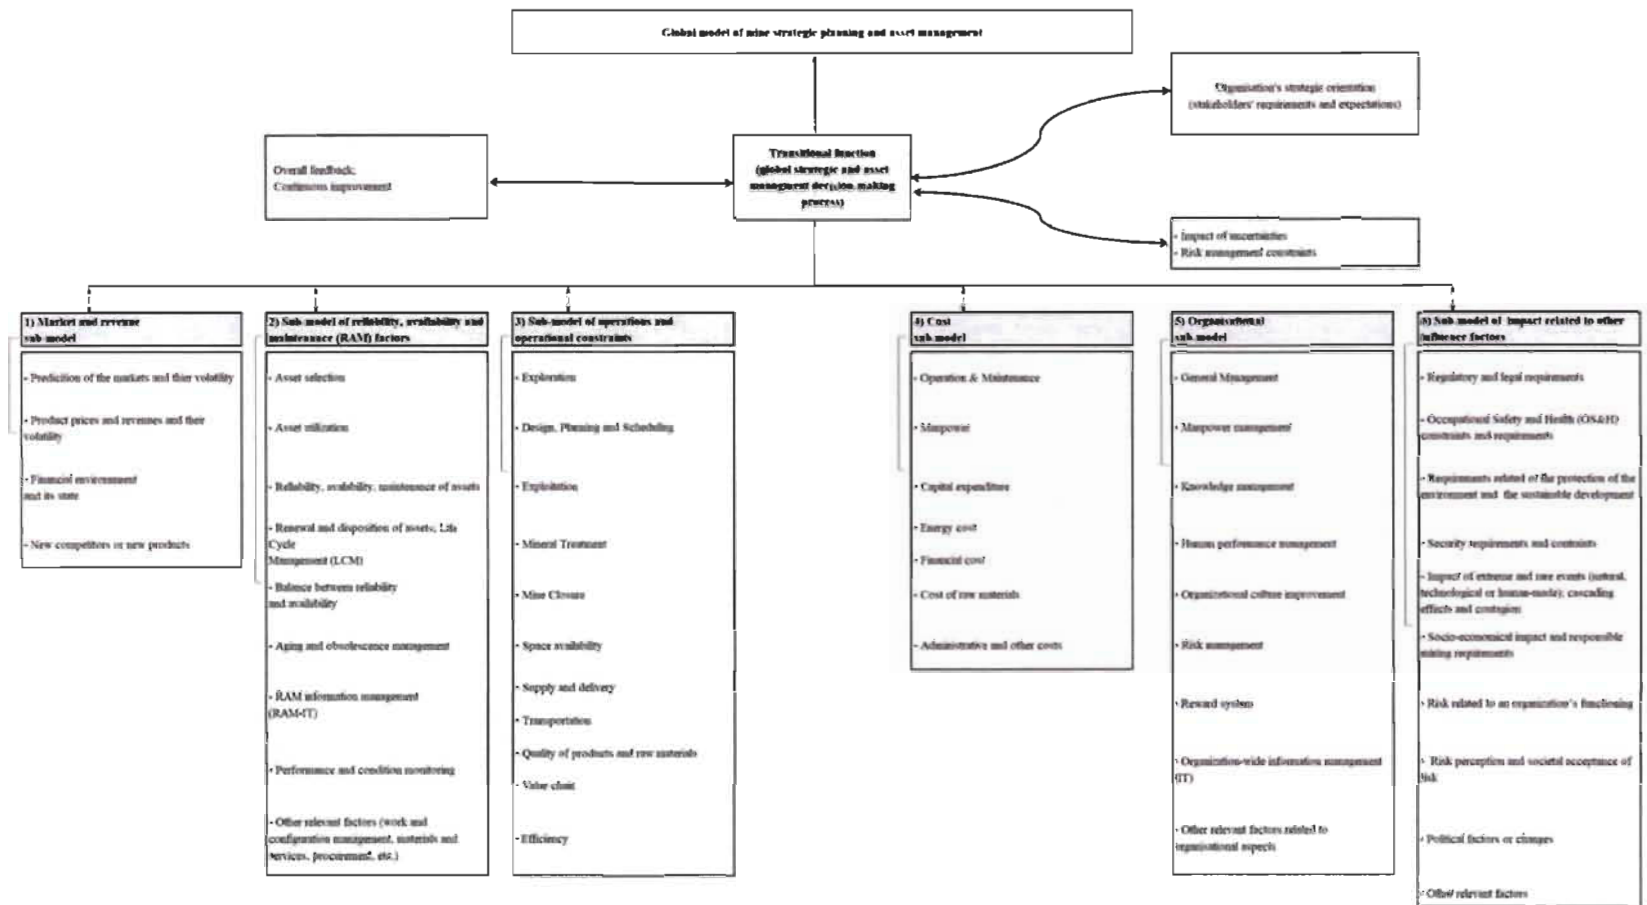 Global model of mine strategic planning and asset management
Organisation's strategic orientation
(stakeholders' requirements and expectations)
Overall feedback;
Continuous improvement
Transitional function
(global strategic and asset
managment decision-making
process)
- Impact of uncertainties
- Risk management constraints
1) Market and revenue
sub-model
- Prediction of the markets and thier volatility
- Product prices and revenues and their
volatility
- Financial environment
and its state
- New competitors or new products
2) Sub-model of reliability, availability and
maintenance (RAM) factors
- Asset selection
- Asset utilization
- Reliability, avalability, maintenance of assets
- Renewal and disposition of assets; Life
Cycle
Management (LCM)
- Balance between reliability
and availability
- Aging and obsolescence management
- RAM information management
(RAM-IT)
- Performance and condition monitoring
- Other relevant factors (work and
configuration management, materials and
services, procurement, etc.)
3) Sub-model of operations and
operational constraints
- Exploration
- Design, Planning and Scheduling
- Exploitation
- Mineral Treatment
- Mine Closure
- Space availability
- Supply and delivery
- Transportation
- Quality of products and raw materials
- Value chain
- Efficiency
4) Cost
sub-model
- Operation & Maintenance
- Manpower
- Capital expenditure
- Energy cost
- Financial cost
- Cost of raw materials
- Administrative and other costs
5) Organisational
sub-model
- General Management
- Manpower management
- Knowledge management
- Human performance management
- Organizational culture improvement
- Risk management
- Reward system
- Organization-wide information management
(IT)
- Other relevant factors related to
organisational aspects
6) Sub-model of impact related to other
influence factors
- Regulatory and legal requirements
- Occupational Safety and Health (OS&H)
constraints and requirements
- Requirements related of the protection of the
environment and the sustainable development
- Security requirements and contraints
- Impact of extreme and rare events (natural,
technological or human-made); cascading
effects and contagion
- Socio-economical impact and responsible
mining requirements
- Risk related to an organization's functioning
- Risk perception and societal acceptance of
risk
- Political factors or changes
- Other relevant factors